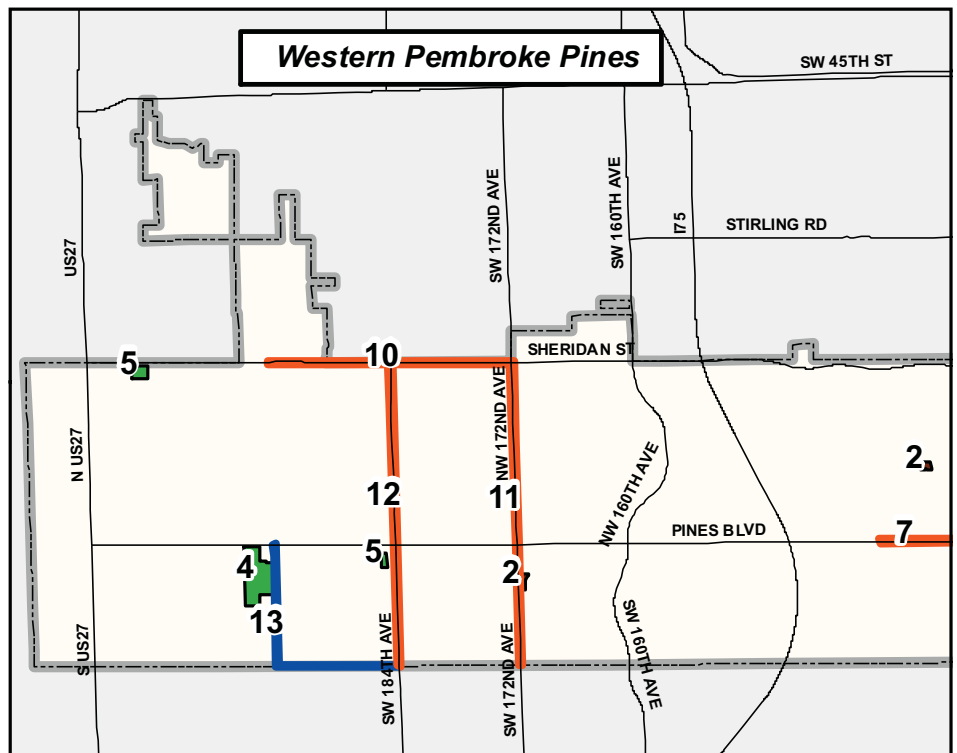 Western Pembroke Pines
SW 45TH ST
US27
SW 172ND AVE
SW 160TH AVE
I75
STIRLING RD
5
10
SHERIDAN ST
N US27
12
NW 172ND AVE
11
NW 160TH AVE
2
PINES BLVD
7
4
5
2
13
S US27
SW 184TH AVE
SW 172ND AVE
SW 160TH AVE